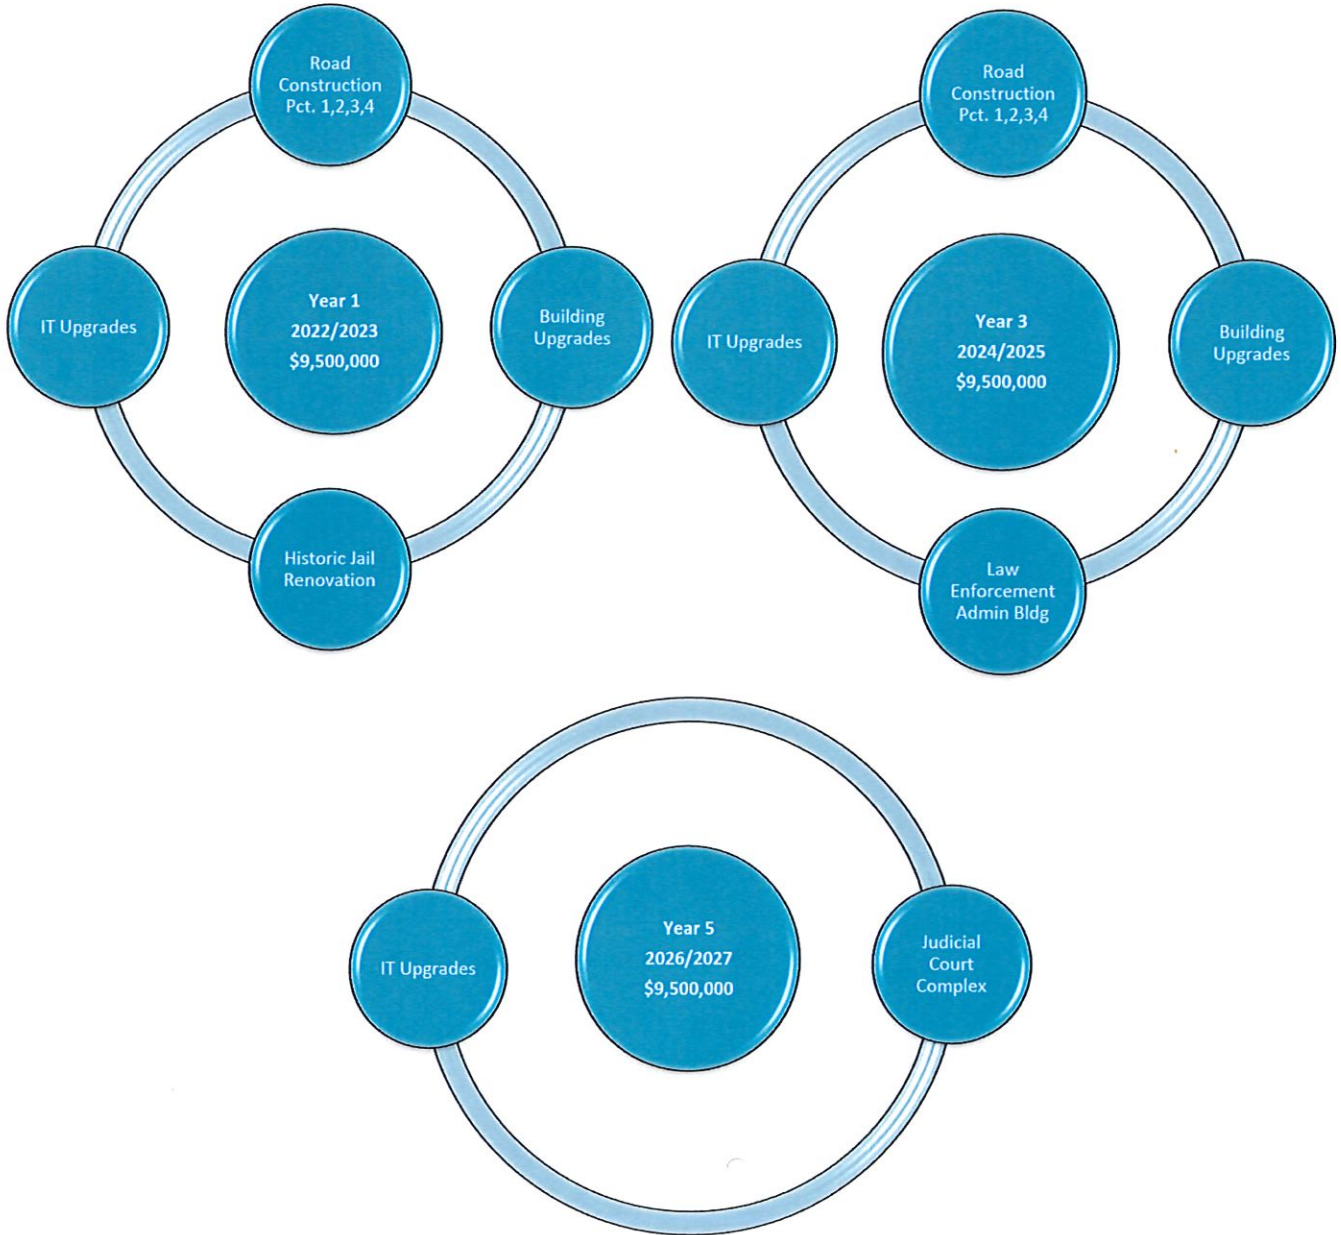 Road
Construction
Pct. 1,2,3,4
IT Upgrades
Year 1
2022/2023
$9,500,000
Building
Upgrades
Historic Jail
Renovation
Road
Construction
Pct. 1,2,3,4
IT Upgrades
Year 3
2024/2025
$9,500,000
Building
Upgrades
Law
Enforcement
Admin Bldg
IT Upgrades
Year 5
2026/2027
$9,500,000
Judicial
Court
Complex